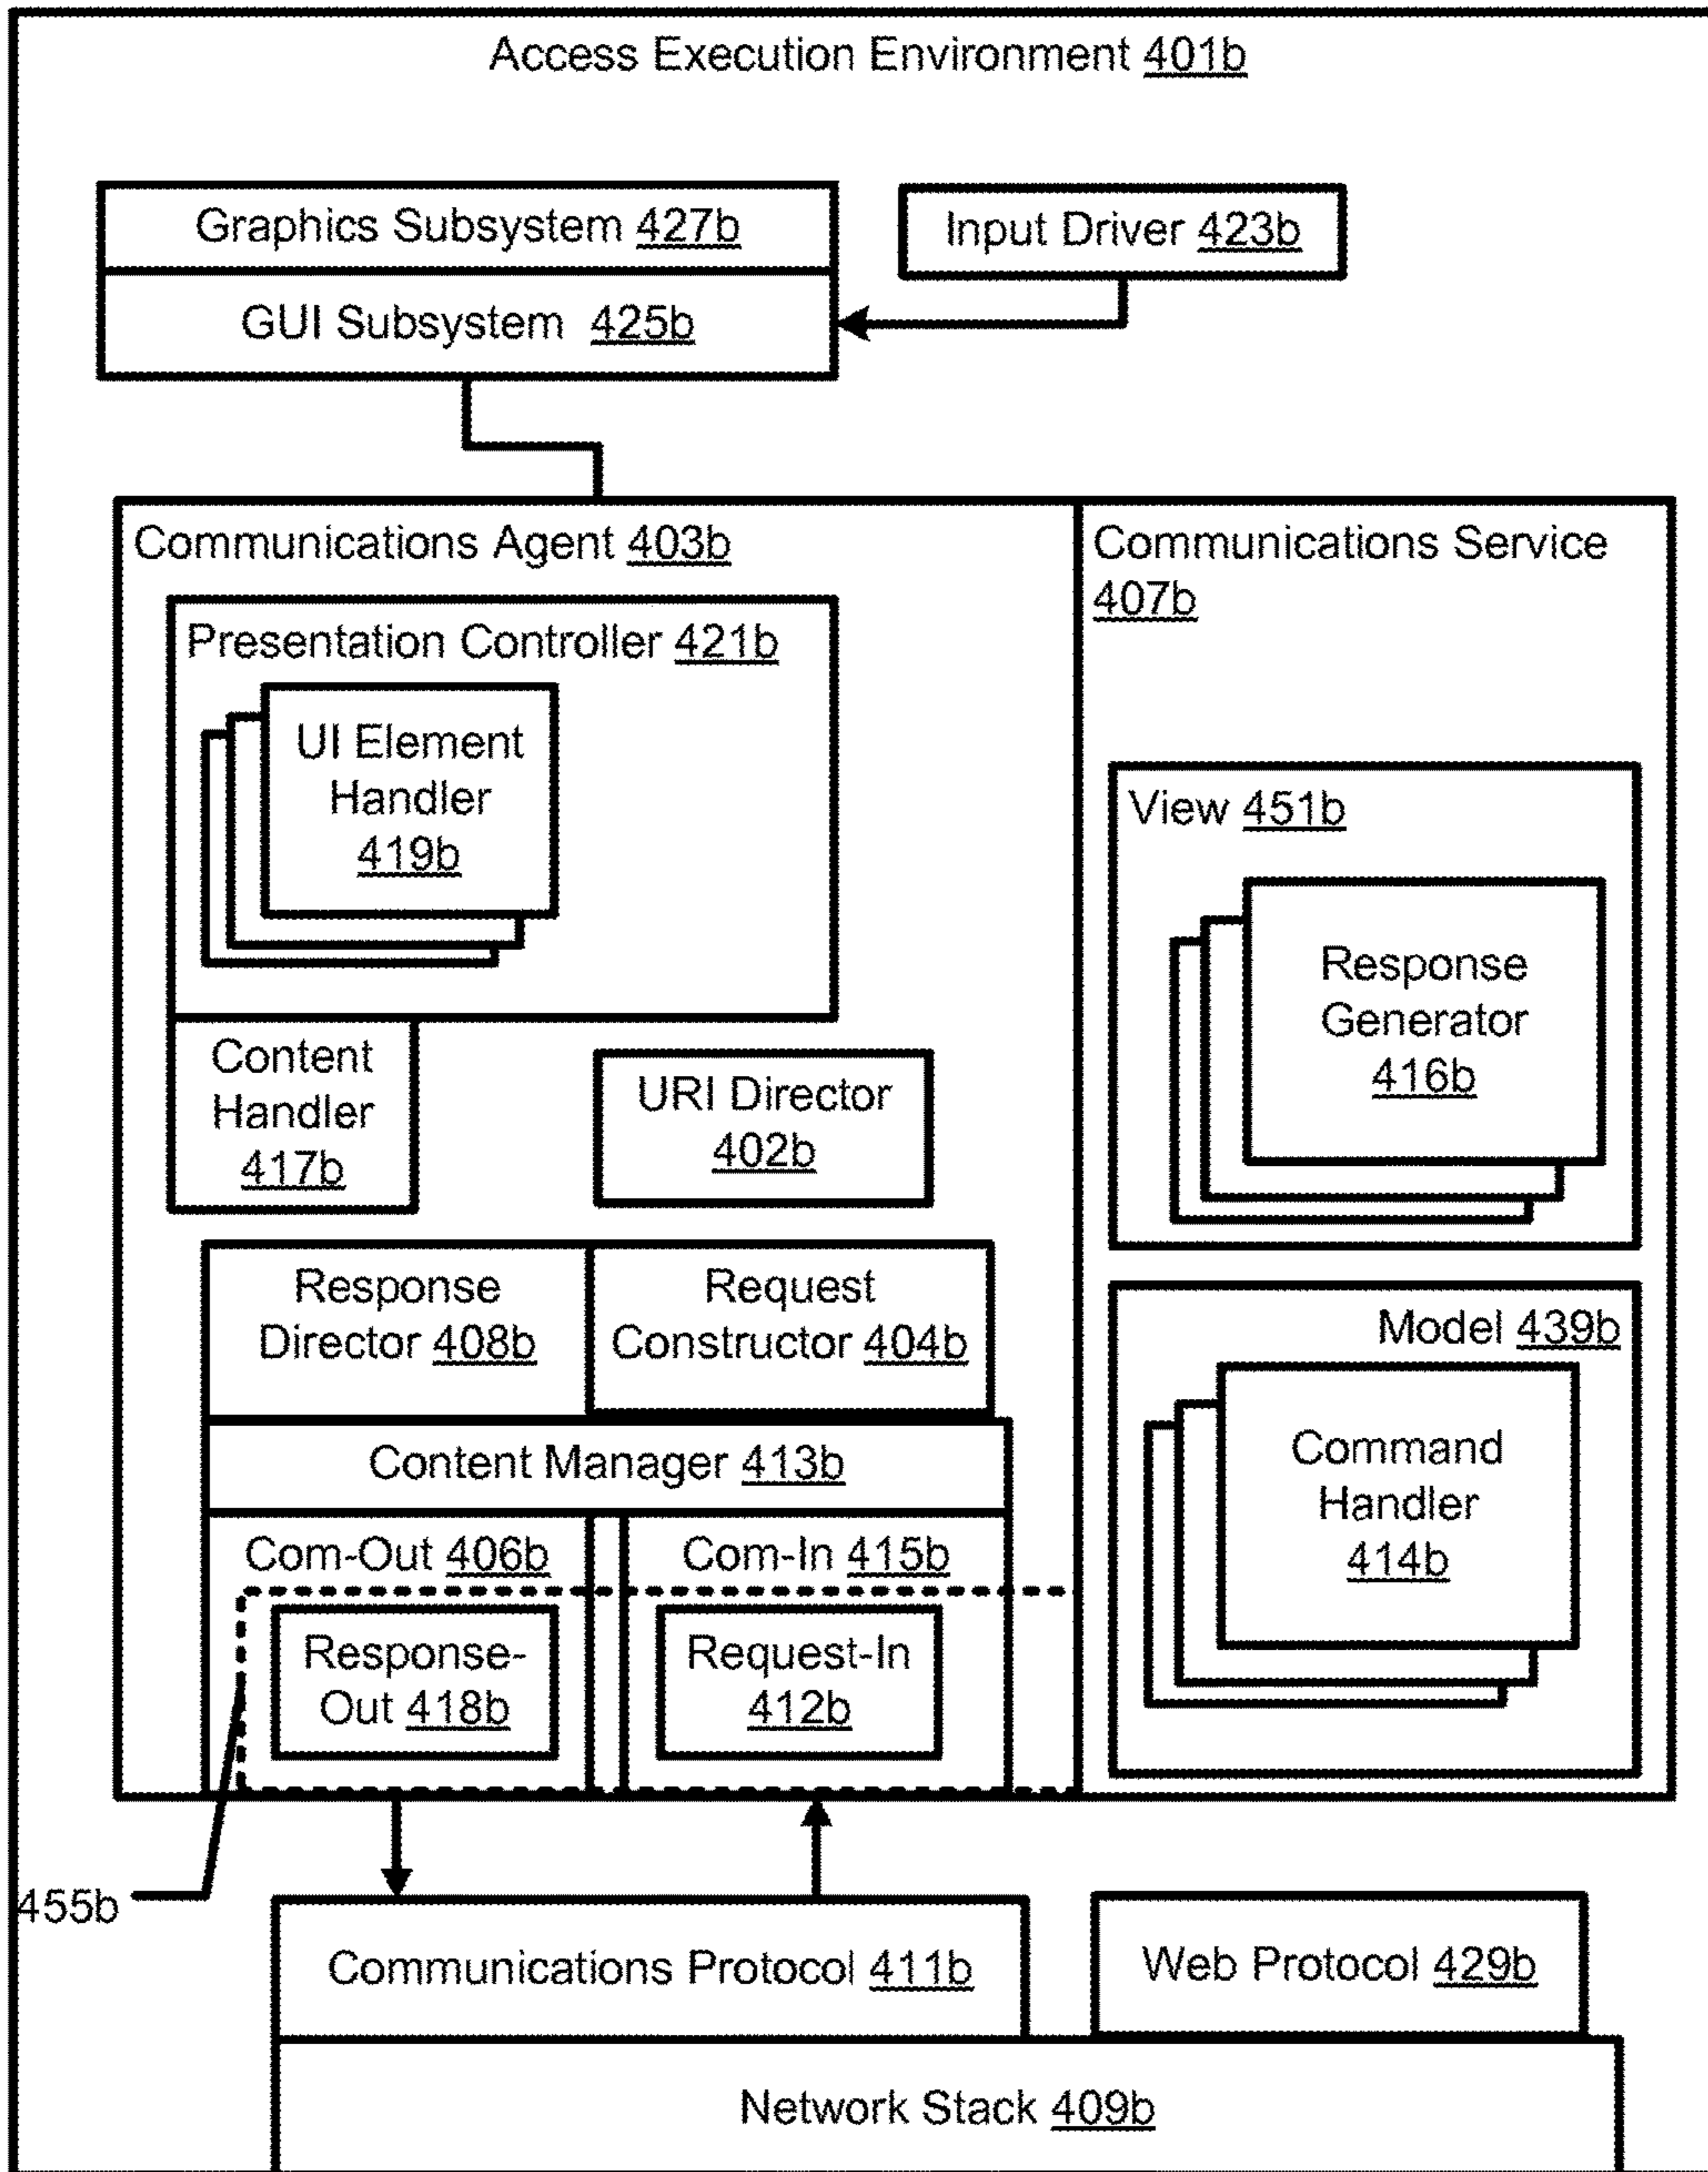 Access Execution Environment 401b
Graphics Subsystem 427b
Input Driver 423b
GUI Subsystem 425b
Communications Agent 403b
Presentation Controller 421b
UI Element
Handler
419b
Content
Handler
417b
URI Director
402b
Response
Director 408b
Request
Constructor 404b
Content Manager 413b
Com-Out 406b
Com-In 415b
Response-
Out 418b
Request-In
412b
Communications Service
407b
View 451b
Response
Generator
416b
Model 439b
Command
Handler
414b
455b
Communications Protocol 411b
Web Protocol 429b
Network Stack 409b